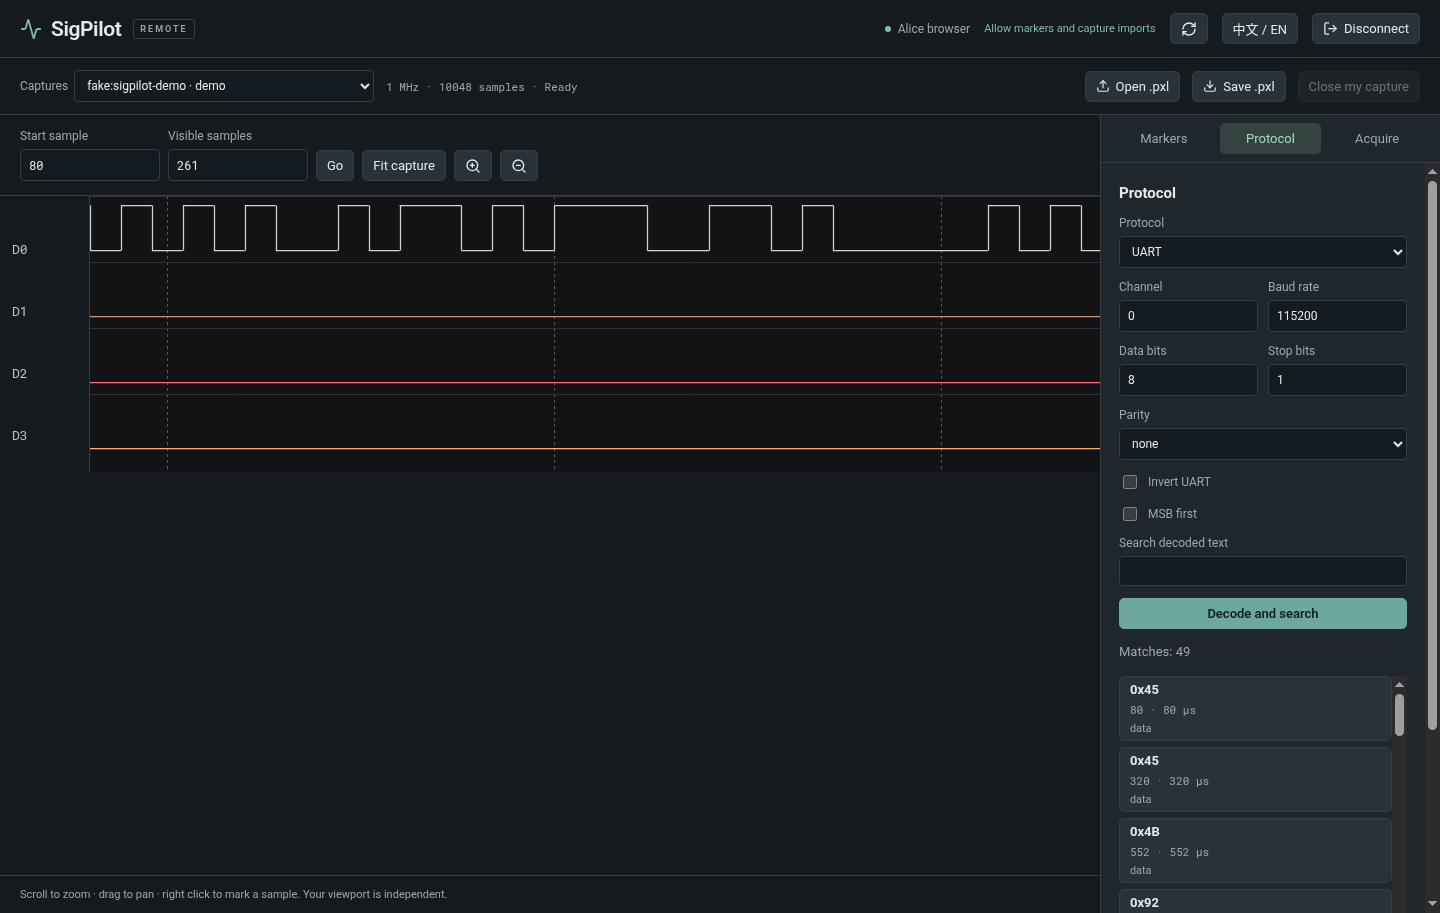 SigPilot REMOTE
Alice browser Allow markers and capture imports 中文 / EN Disconnect
Captures fake:sigpilot-demo · demo 1 MHz · 10048 samples · Ready Open .pxl Save .pxl Close my capture
Start sample Visible samples
80 261 Go Fit capture
D0
D1
D2
D3
Scroll to zoom · drag to pan · right click to mark a sample. Your viewport is independent.
Markers Protocol Acquire
Protocol
Protocol
UART
Channel Baud rate
0 115200
Data bits Stop bits
8 1
Parity
none
Invert UART
MSB first
Search decoded text
Decode and search
Matches: 49
0x45
80 · 80 µs
data
0x45
320 · 320 µs
data
0x4B
552 · 552 µs
data
0x92